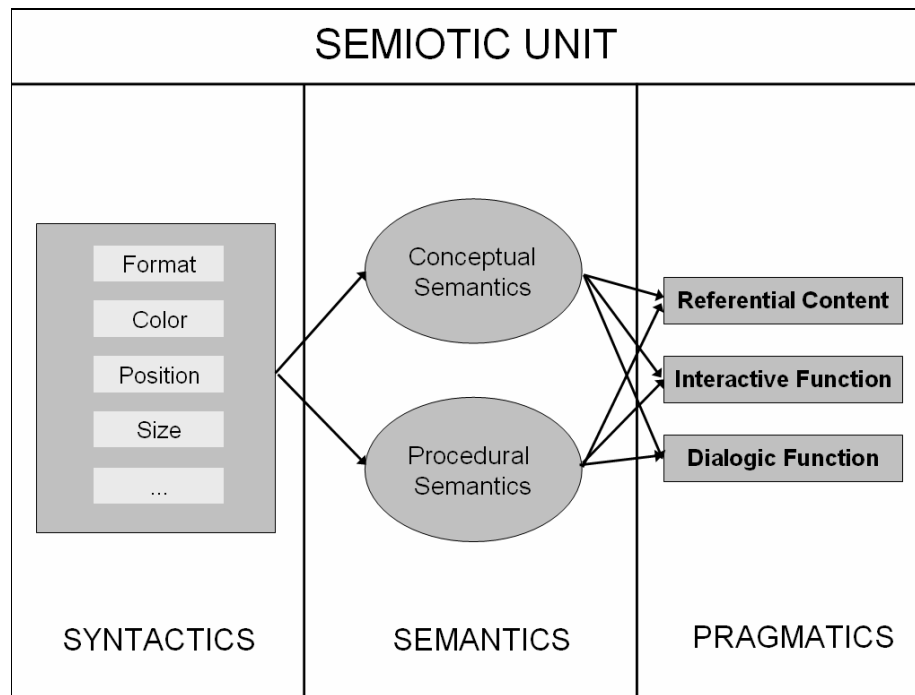 SEMIOTIC UNIT
Format
Color
Position
Size
...
SYNTACTICS
Conceptual
Semantics
Procedural
Semantics
SEMANTICS
Referential Content
Interactive Function
Dialogic Function
PRAGMATICS